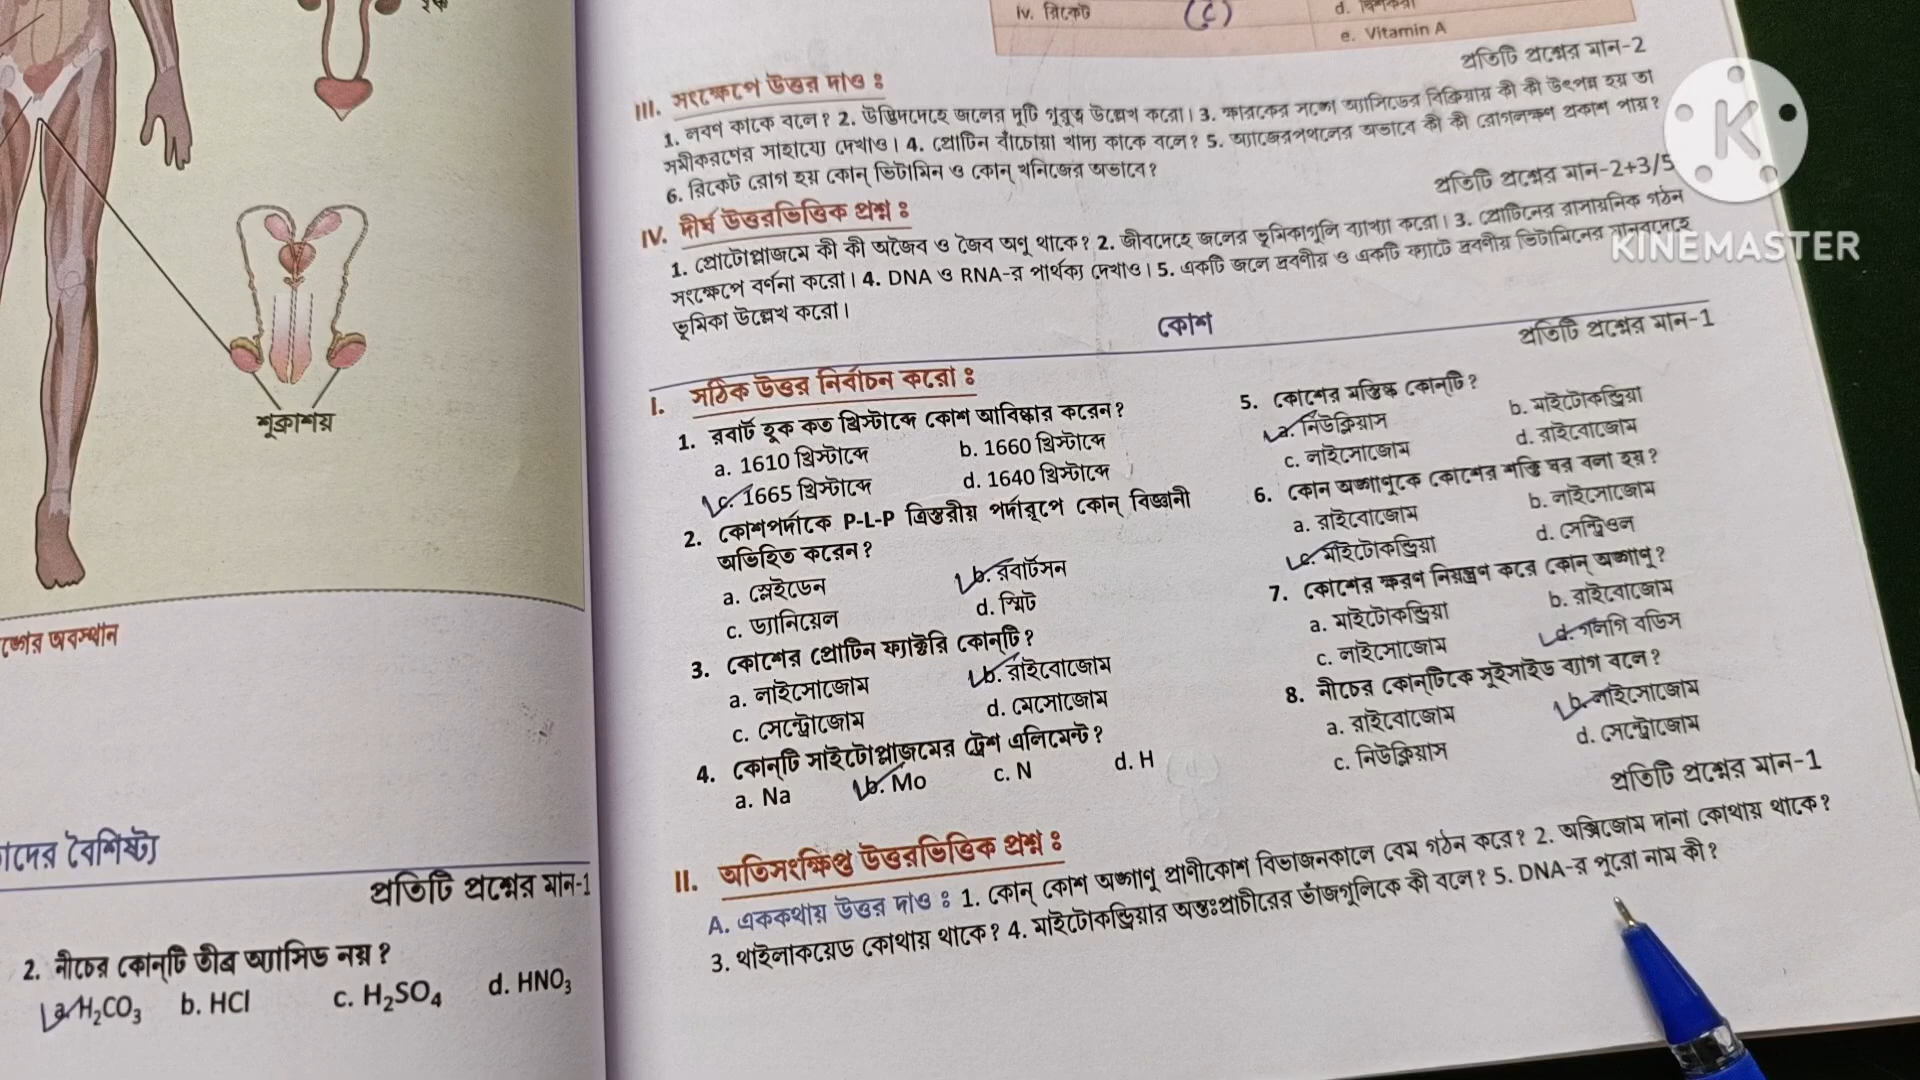 শুক্রাশয়
অবস্থান
বৈশিষ্ট্য
প্রতিটি প্রশ্নের মান-1
2. নীচের কোন্‌টি তীব্র অ্যাসিড নয়?
a. H₂CO₃ b. HCl c. H₂SO₄ d. HNO₃
iv. রিকেট (c) d.
e. Vitamin A
প্রতিটি প্রশ্নের মান-2
III. সংক্ষেপে উত্তর দাও :
1. লবণ কাকে বলে? 2. উদ্ভিদদেহে জলের দুটি গুরুত্ব উল্লেখ করো। 3. ক্ষারকের সঙ্গে অ্যাসিডের বিক্রিয়ায় কী কী উৎপন্ন হয় তা
সমীকরণের সাহায্যে দেখাও। 4. প্রোটিন বাঁচোয়া খাদ্য কাকে বলে? 5. অ্যাজেরগপথলের অভাবে কী কী রোগলক্ষণ প্রকাশ পায়?
6. রিকেট রোগ হয় কোন্ ভিটামিন ও কোন্ খনিজের অভাবে?
প্রতিটি প্রশ্নের মান-2+3/5
IV. দীর্ঘ উত্তরভিত্তিক প্রশ্ন :
1. প্রোটোপ্লাজমে কী কী অজৈব ও জৈব অণু থাকে? 2. জীবদেহে জলের ভূমিকাগুলি ব্যাখ্যা করো। 3. প্রোটিনের রাসায়নিক গঠন
সংক্ষেপে বর্ণনা করো। 4. DNA ও RNA-র পার্থক্য দেখাও। 5. একটি জলে দ্রবণীয় ও একটি ফ্যাটে দ্রবণীয় ভিটামিনের মানবদেহে
ভূমিকা উল্লেখ করো।
KINEMASTER
K
কোশ
প্রতিটি প্রশ্নের মান-1
I. সঠিক উত্তর নির্বাচন করো :
1. রবার্ট হুক কত খ্রিস্টাব্দে কোশ আবিষ্কার করেন?
a. 1610 খ্রিস্টাব্দে b. 1660 খ্রিস্টাব্দে
c. 1665 খ্রিস্টাব্দে d. 1640 খ্রিস্টাব্দে
2. কোশপর্দাকে P-L-P ত্রিস্তরীয় পর্দারূপে কোন্ বিজ্ঞানী
অভিহিত করেন?
a. স্লেইডেন b. রবার্টসন
c. ড্যানিয়েল d. স্মিট
3. কোশের প্রোটিন ফ্যাক্টরি কোন্‌টি?
a. লাইসোজোম b. রাইবোজোম
c. সেন্ট্রোজোম d. মেসোজোম
4. কোন্‌টি সাইটোপ্লাজমের ট্রেশ এলিমেন্ট?
a. Na b. Mo c. N d. H
5. কোশের মস্তিষ্ক কোন্‌টি?
a. নিউক্লিয়াস b. মাইটোকন্ড্রিয়া
c. লাইসোজোম d. রাইবোজোম
6. কোন অঙ্গাণুকে কোশের শক্তি ঘর বলা হয়?
a. রাইবোজোম b. লাইসোজোম
c. মাইটোকন্ড্রিয়া d. সেন্ট্রিওল
7. কোশের ক্ষরণ নিয়ন্ত্রণ করে কোন্ অঙ্গাণু?
a. মাইটোকন্ড্রিয়া b. রাইবোজোম
c. লাইসোজোম d. গলগি বডিস
8. নীচের কোন্‌টিকে সুইসাইড ব্যাগ বলে?
a. রাইবোজোম b. লাইসোজোম
c. নিউক্লিয়াস d. সেন্ট্রোজোম
প্রতিটি প্রশ্নের মান-1
II. অতিসংক্ষিপ্ত উত্তরভিত্তিক প্রশ্ন :
A. এককথায় উত্তর দাও : 1. কোন্ কোশ অঙ্গাণু প্রাণীকোশ বিভাজনকালে বেম গঠন করে? 2. অক্সিজোম দানা কোথায় থাকে?
3. থাইলাকয়েড কোথায় থাকে? 4. মাইটোকন্ড্রিয়ার অন্তঃপ্রাচীরের ভাঁজগুলিকে কী বলে? 5. DNA-র পুরো নাম কী?